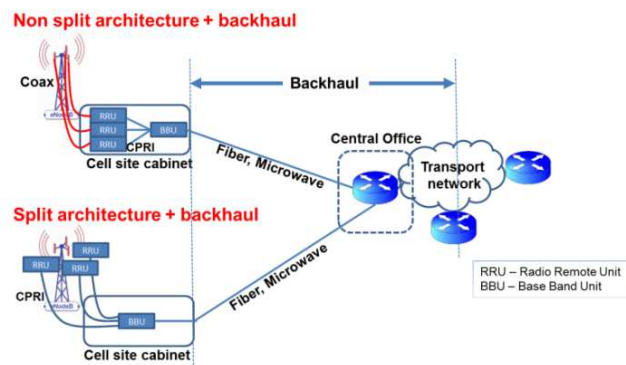 Non split architecture + backhaul
Coax
Backhaul
eNodeB
RRU
RRU
BBU
RRU
CPRI
Cell site cabinet
Fiber, Microwave
Central Office
Transport
network
Split architecture + backhaul
RRU
RRU
RRU
CPRI
eNodeB
BBU
Cell site cabinet
Fiber, Microwave
RRU – Radio Remote Unit
BBU – Base Band Unit